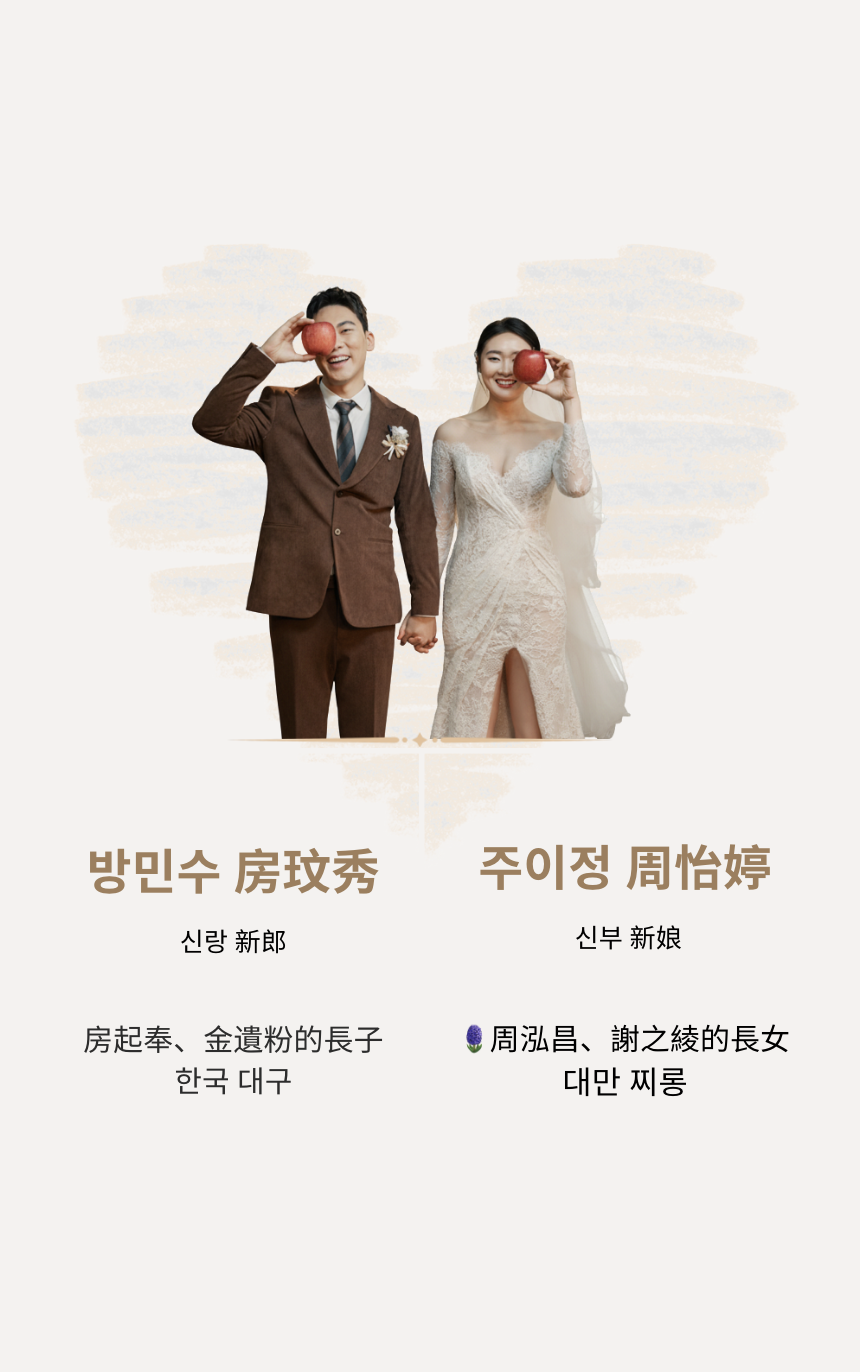 방민수 房玟秀
신랑 新郎
房起奉、金遺粉的長子
한국 대구
주이정 周怡婷
신부 新娘
🪻周泓昌、謝之綾的長女
대만 찌롱